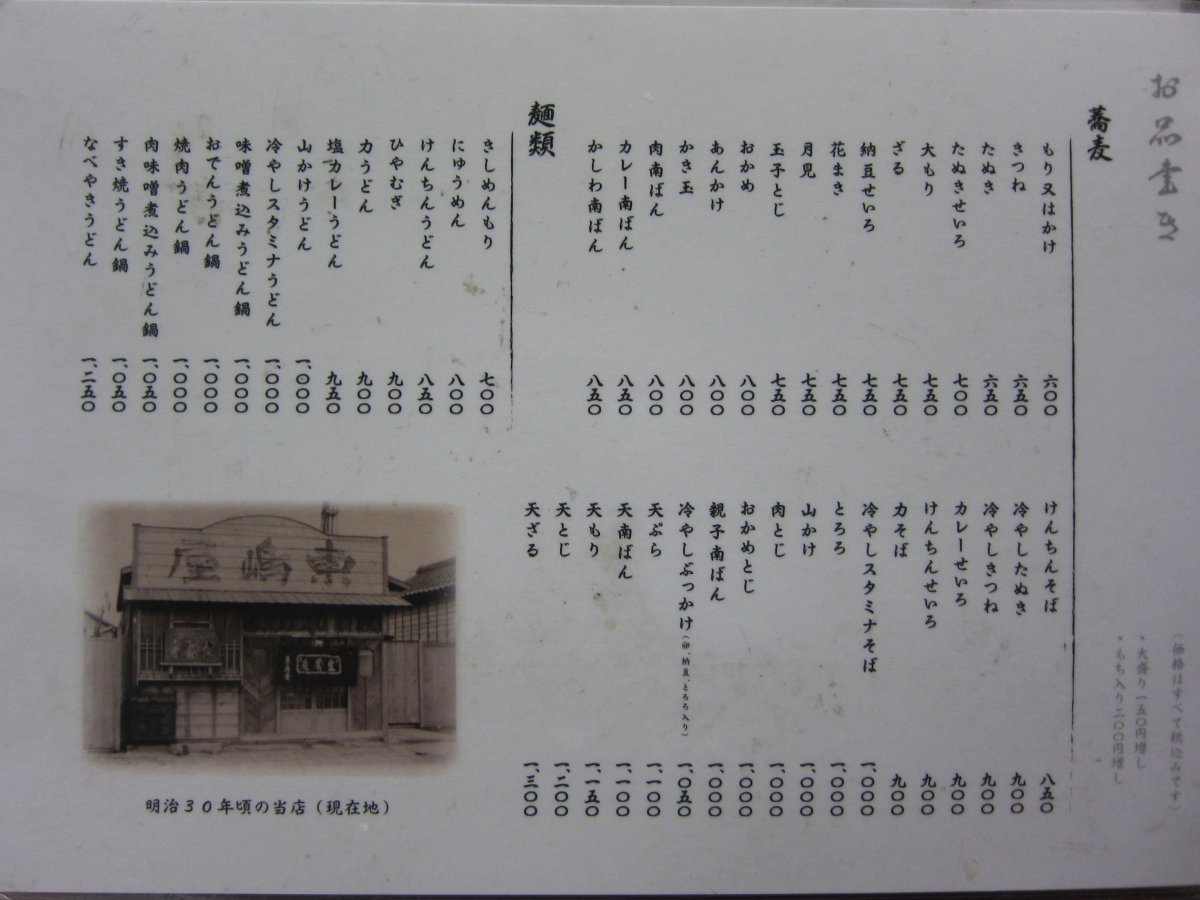 お品書き
(価格はすべて税込みです)
・大盛り一五〇円増し
・もち入り二〇〇円増し
蕎麦
もり又はかけ 六〇〇
きつね 六五〇
たぬき 六五〇
たぬきせいろ 七〇〇
大もり 七五〇
ざる 七五〇
納豆せいろ 七五〇
花まき 七五〇
月見 七五〇
玉子とじ 七五〇
おかめ 八〇〇
あんかけ 八〇〇
かき玉 八〇〇
肉南ばん 八〇〇
カレー南ばん 八五〇
かしわ南ばん 八五〇
けんちんそば 八五〇
冷やしたぬき 九〇〇
冷やしきつね 九〇〇
カレーせいろ 九〇〇
けんちんせいろ 九〇〇
力そば 九〇〇
冷やしスタミナそば 一、〇〇〇
とろろ 一、〇〇〇
山かけ 一、〇〇〇
肉とじ 一、〇〇〇
おかめとじ 一、〇〇〇
親子南ばん 一、〇〇〇
冷やしぶっかけ(卵、納豆、とろろ入り) 一、〇五〇
天ぷら 一、一〇〇
天南ばん 一、一〇〇
天もり 一、一五〇
天とじ 一、二〇〇
天ざる 一、三〇〇
麺類
きしめんもり 七〇〇
にゅうめん 八〇〇
けんちんうどん 八五〇
ひやむぎ 九〇〇
力うどん 九〇〇
塩カレーうどん 九五〇
山かけうどん 一、〇〇〇
冷やしスタミナうどん 一、〇〇〇
味噌煮込みうどん鍋 一、〇〇〇
おでんうどん鍋 一、〇〇〇
焼肉うどん鍋 一、〇〇〇
肉味噌煮込みうどん鍋 一、〇五〇
すき焼うどん鍋 一、〇五〇
なべやきうどん 一、二五〇
屋嶋東
明治30年頃の当店(現在地)